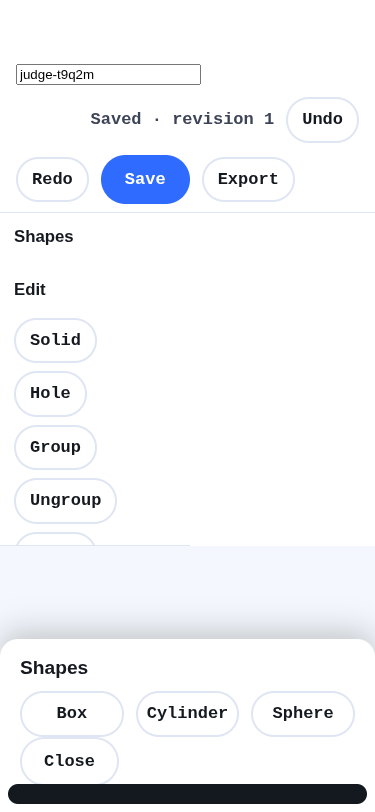 judge-t9q2m
Saved · revision 1 Undo
Redo Save Export
Shapes
Edit
Solid
Hole
Group
Ungroup
Shapes
Box Cylinder Sphere
Close